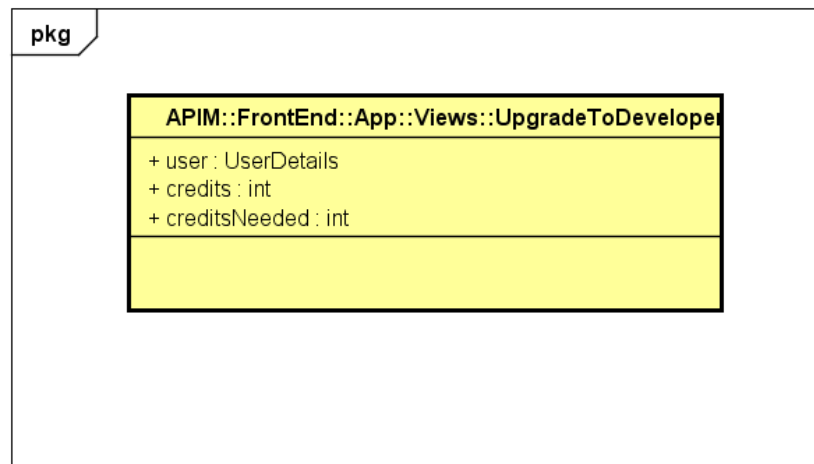 pkg
APIM::FrontEnd::App::Views::UpgradeToDeveloper
+ user : UserDetails
+ credits : int
+ creditsNeeded : int